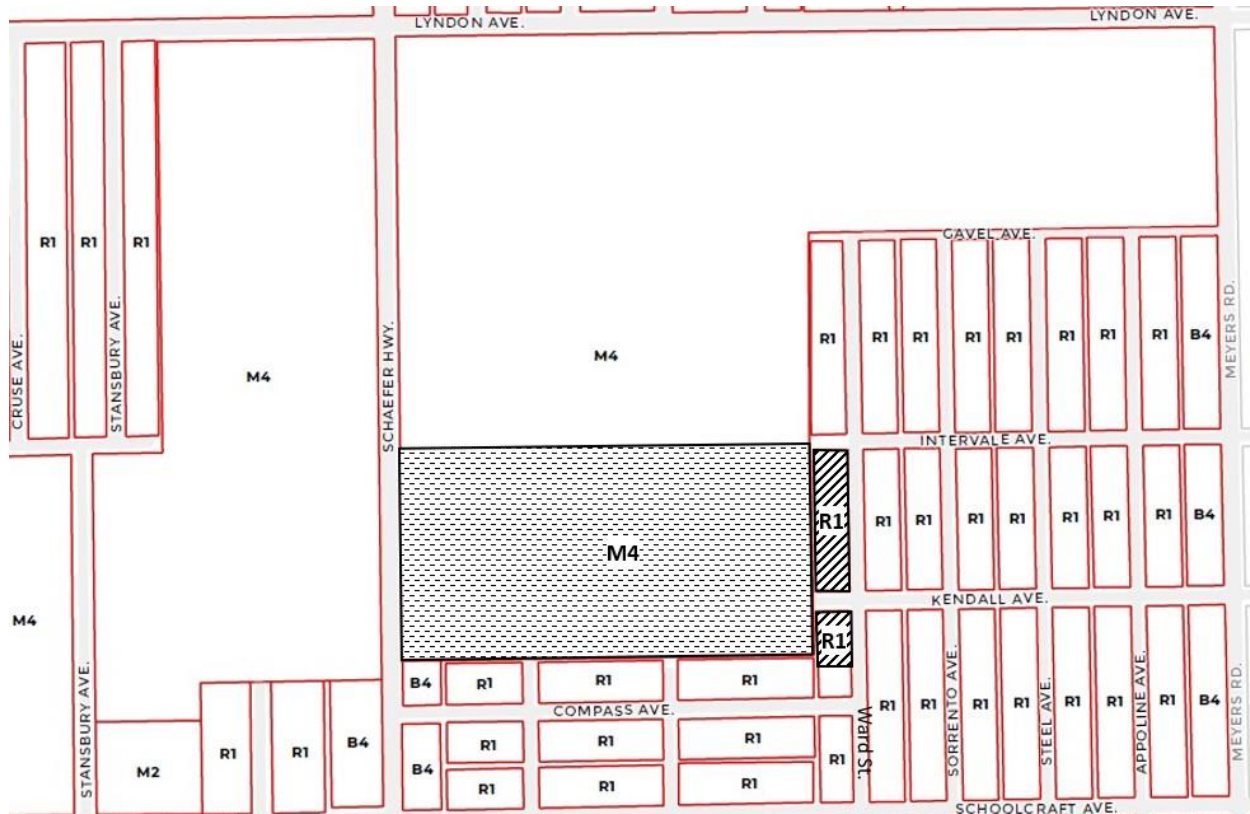 LYNDON AVE.
LYNDON AVE.
R1
R1
R1
GAVEL AVE.
CRUSE AVE.
STANSBURY AVE.
M4
SCHAEFER HWY.
M4
R1
R1
R1
R1
R1
R1
R1
R1
B4
MEYERS RD.
INTERVALE AVE.
M4
R1
R1
R1
R1
R1
R1
R1
R1
B4
M4
KENDALL AVE.
R1
STANSBURY AVE.
B4
R1
R1
R1
COMPASS AVE.
Ward St.
R1
R1
SORRENTO AVE.
R1
R1
STEEL AVE.
R1
R1
APPOLINE AVE.
R1
B4
MEYERS RD.
M2
R1
R1
B4
B4
R1
R1
R1
R1
R1
R1
R1
SCHOOLCRAFT AVE.